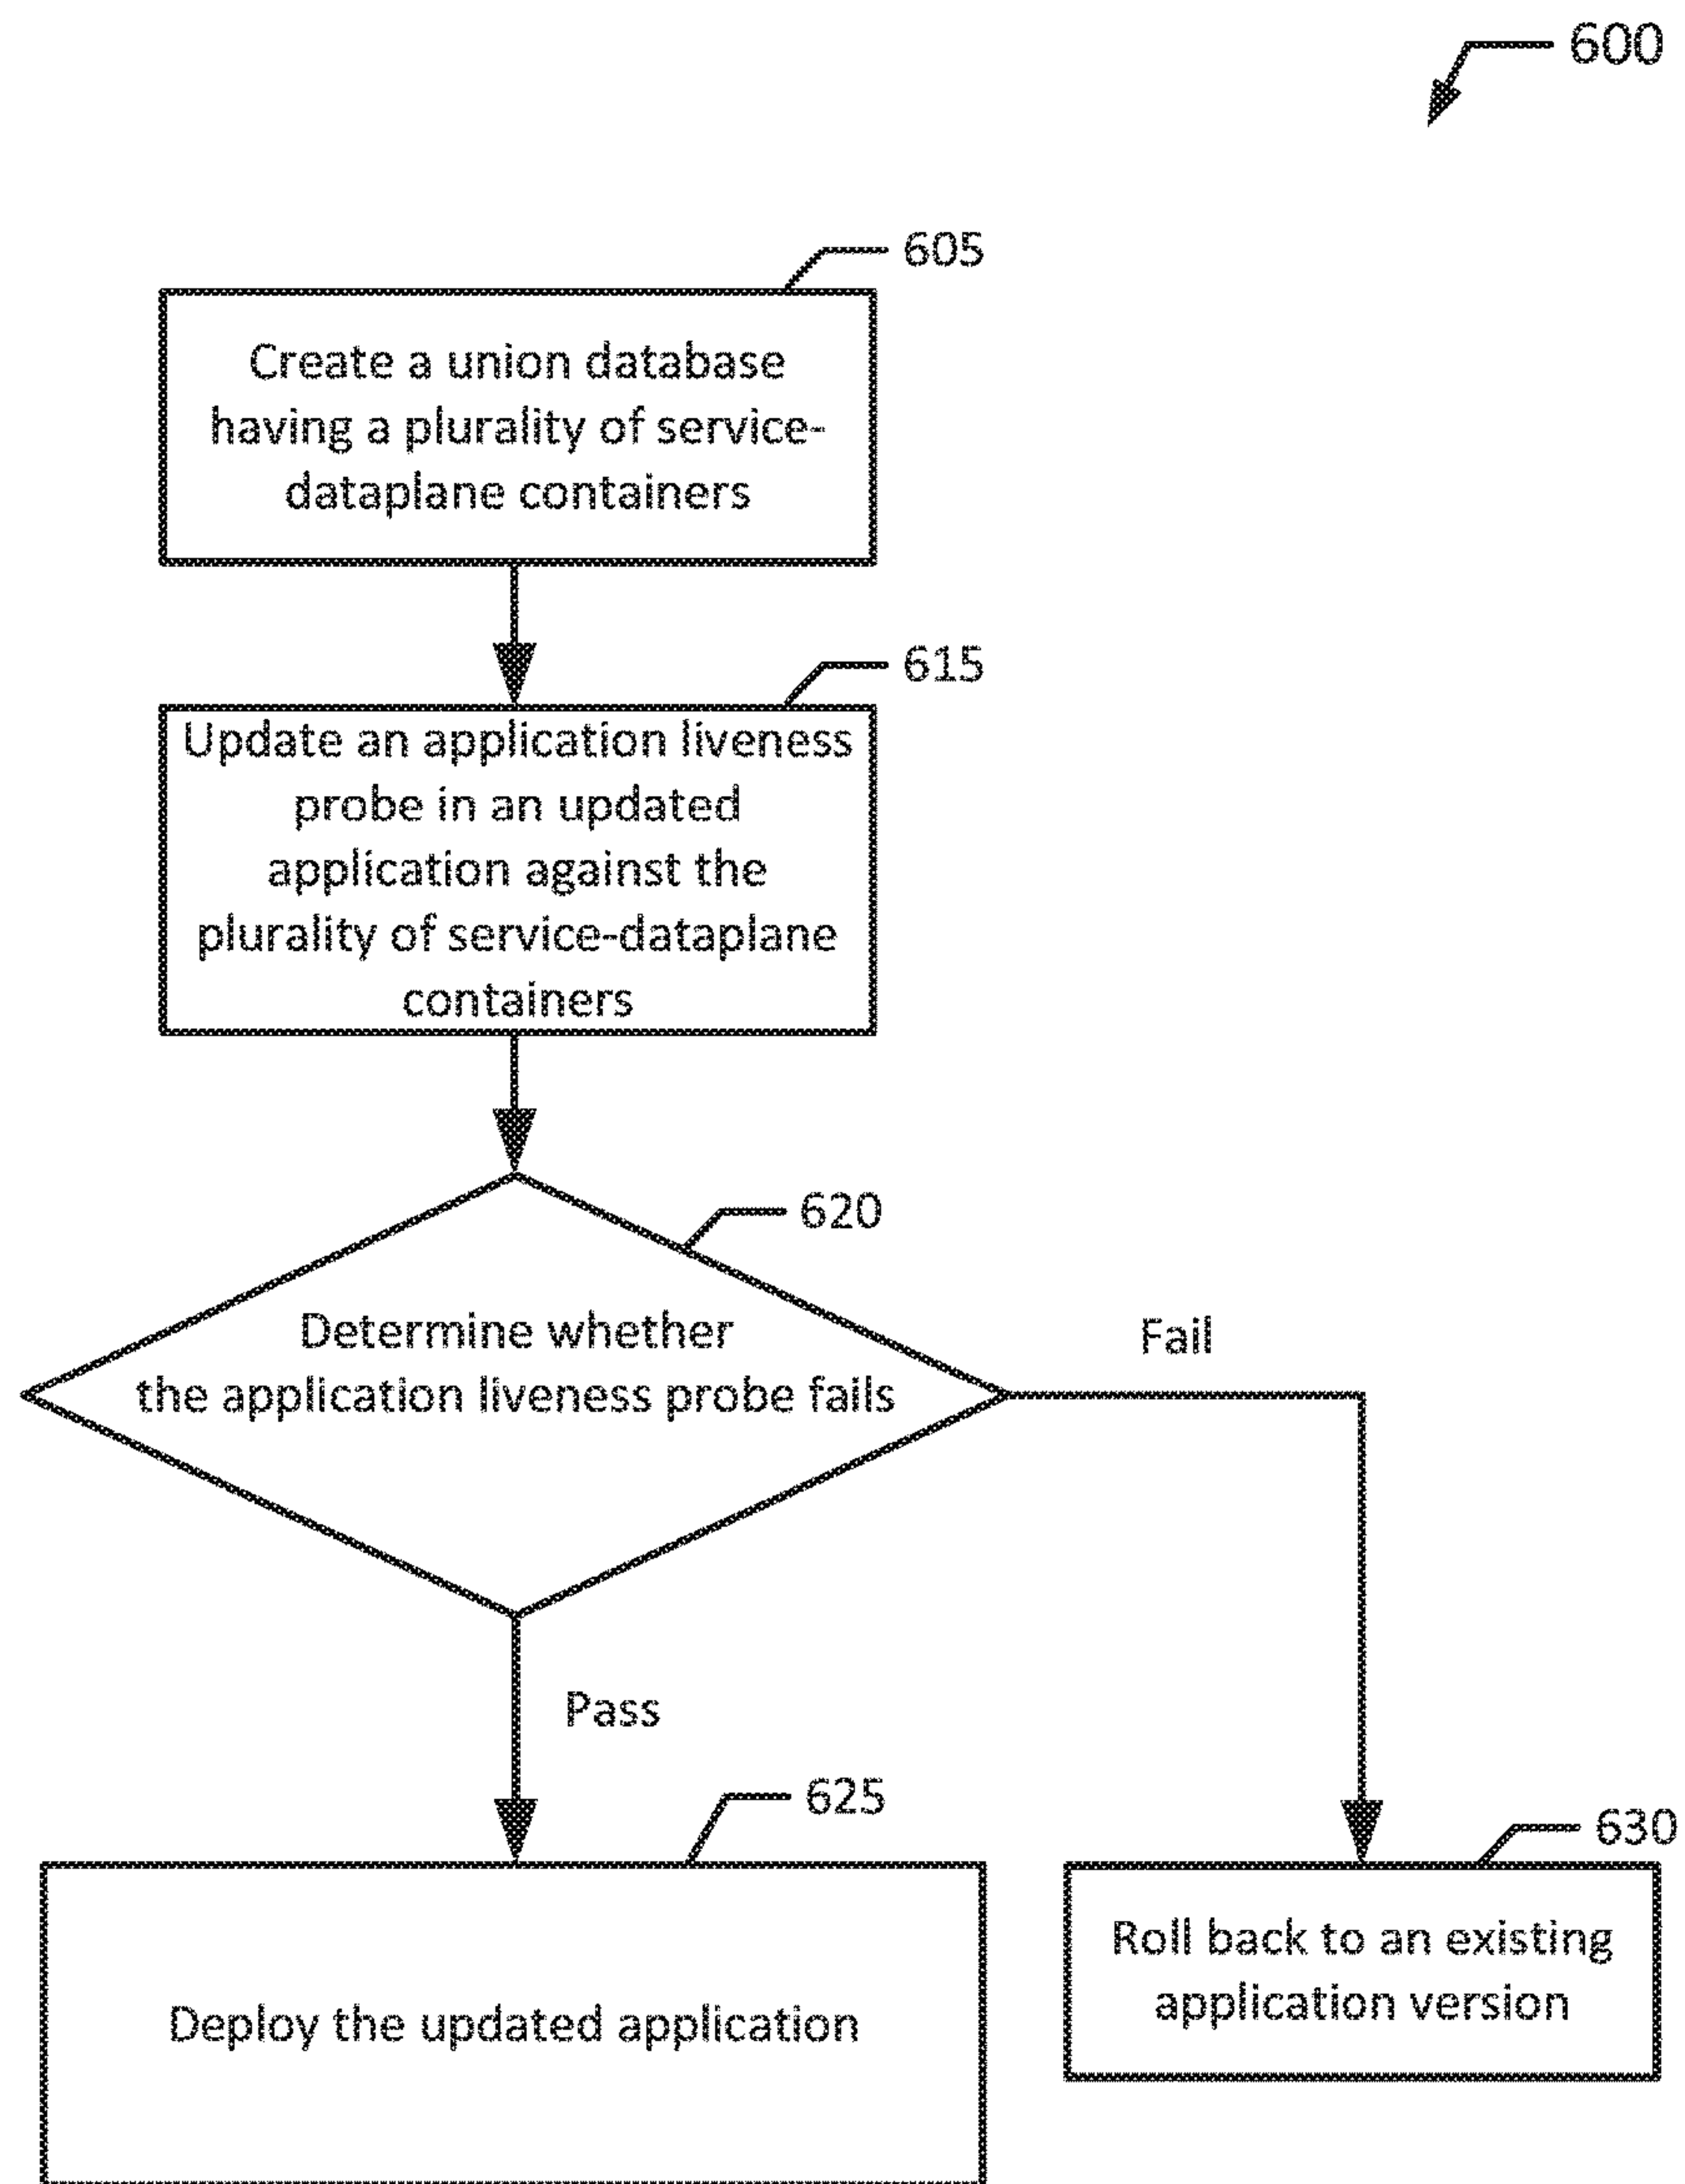 600
605
Create a union database
having a plurality of service-
dataplane containers
615
Update an application liveness
probe in an updated
application against the
plurality of service-dataplane
containers
620
Determine whether
the application liveness probe fails
Fail
Pass
625
Deploy the updated application
630
Roll back to an existing
application version